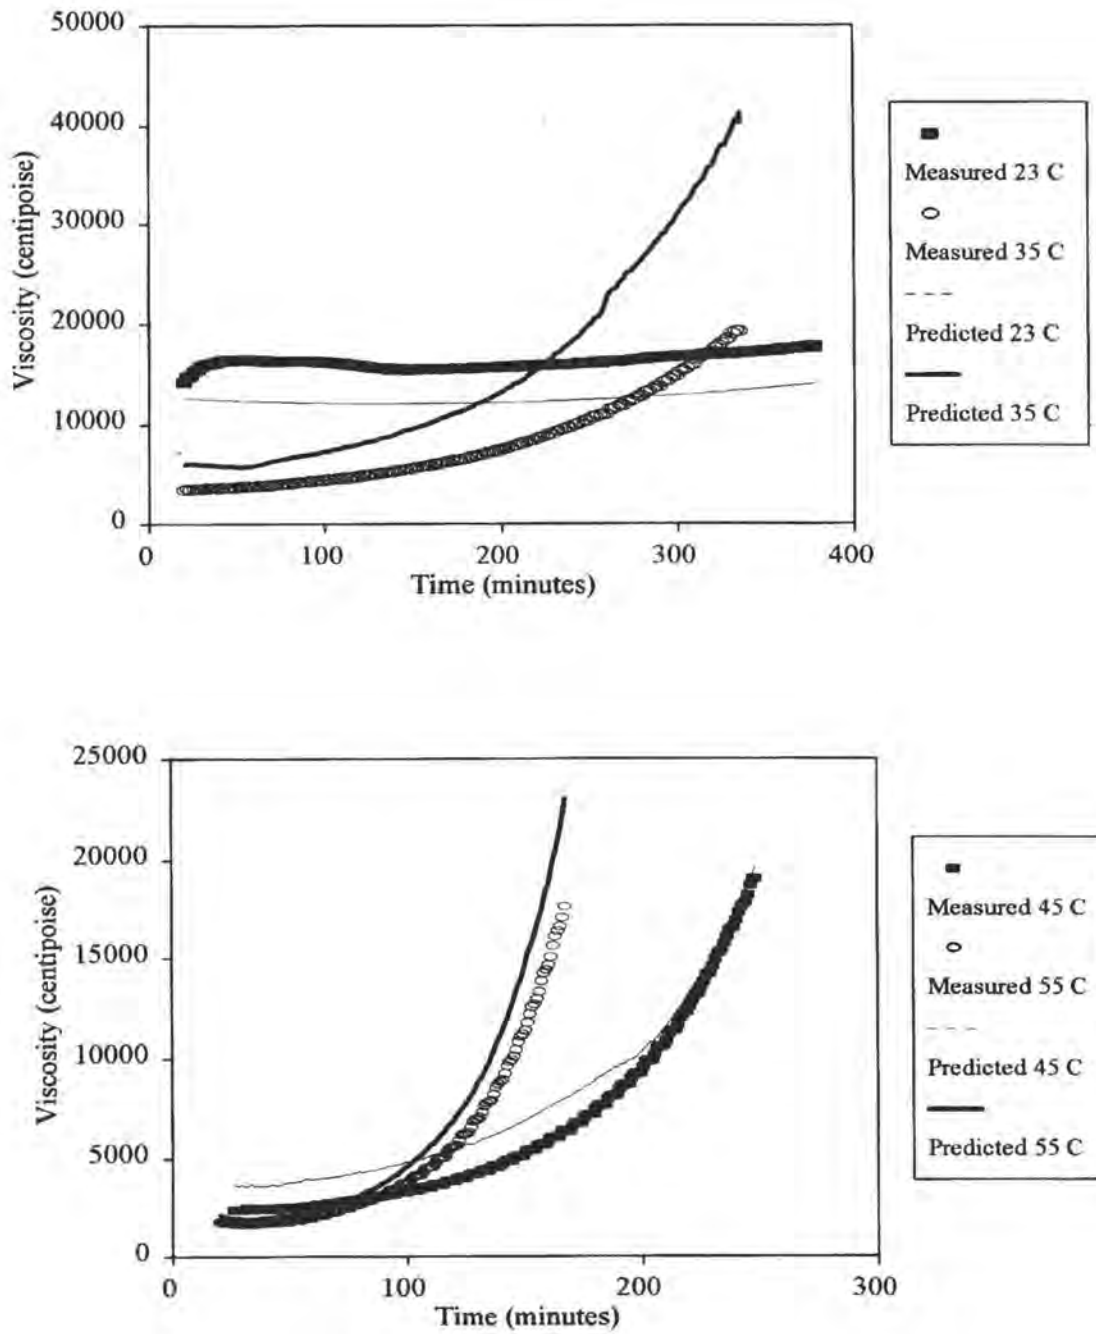 50000
40000
30000
20000
10000
0
Viscosity (centipoise)
0 100 200 300 400
Time (minutes)
Measured 23 C
Measured 35 C
Predicted 23 C
Predicted 35 C
25000
20000
15000
10000
5000
0
Viscosity (centipoise)
0 100 200 300
Time (minutes)
Measured 45 C
Measured 55 C
Predicted 45 C
Predicted 55 C